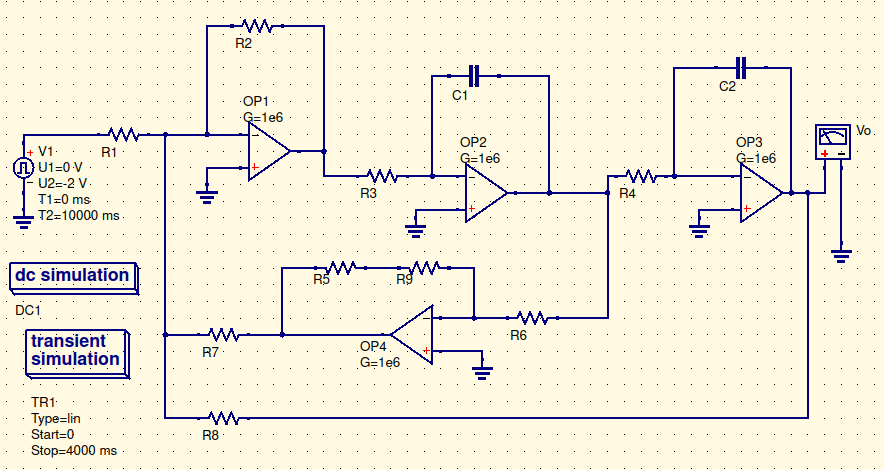 R2
OP1
G=1e6
R1
V1
U1=0 V
U2=-2 V
T1=0 ms
T2=10000 ms
R3
C1
OP2
G=1e6
R4
C2
OP3
G=1e6
Vo
dc simulation
DC1
R5
R9
R6
OP4
G=1e6
R7
R8
transient
simulation
TR1
Type=lin
Start=0
Stop=4000 ms